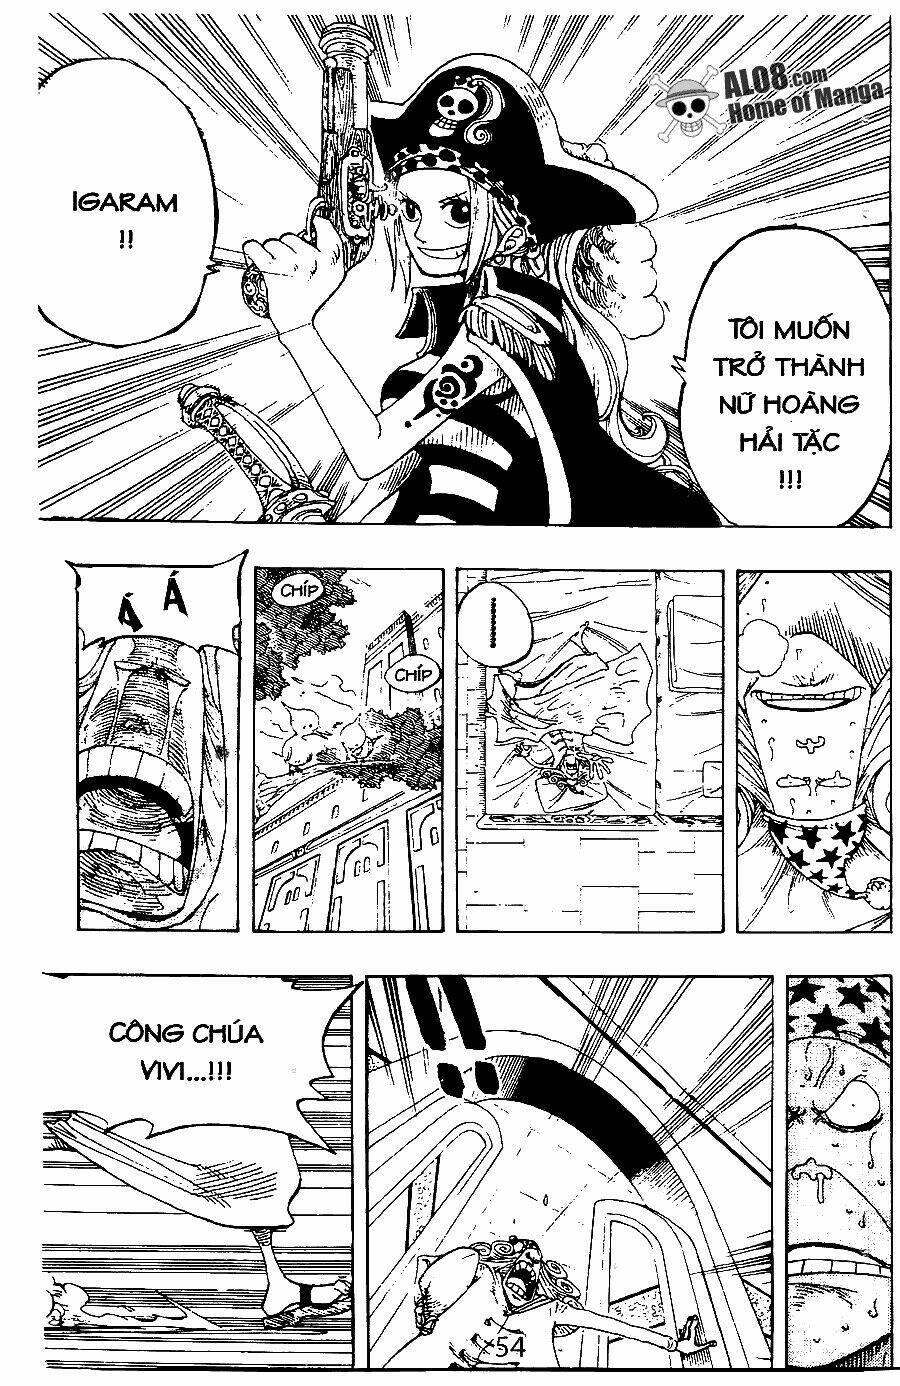 AL08.com
Home of Manga
TÔI MUỐN
TRỞ THÀNH
NỮ HOÀNG
HẢI TẶC
!!!
IGARAM
!!
..........
CHÍP
CHÍP
Á
Á
CÔNG CHÚA
VIVI...!!!
54